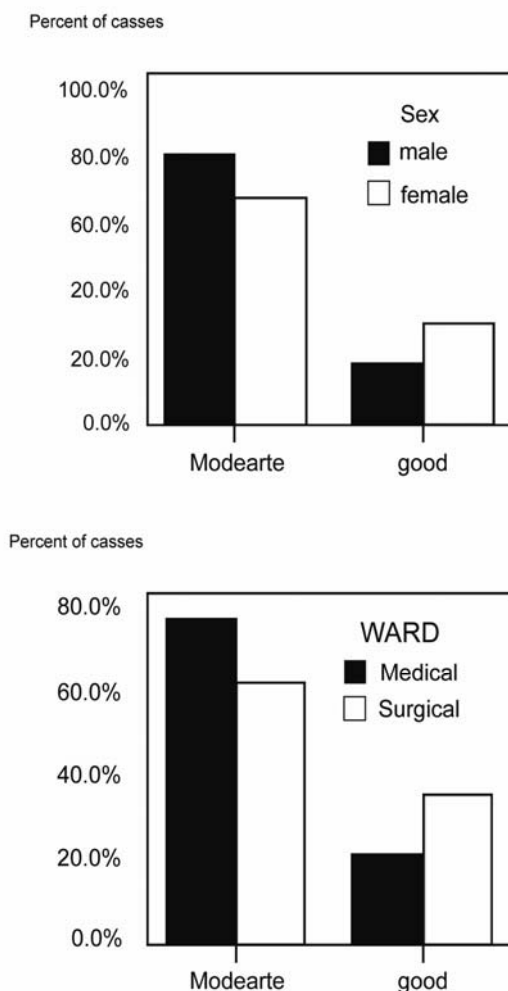 Percent of casses
100.0%
80.0%
60.0%
20.0%
20.0%
0.0%
Sex
male
female
Modearte good
Percent of casses
80.0%
60.0%
40.0%
20.0%
0.0%
WARD
Medical
Surgical
Modearte good